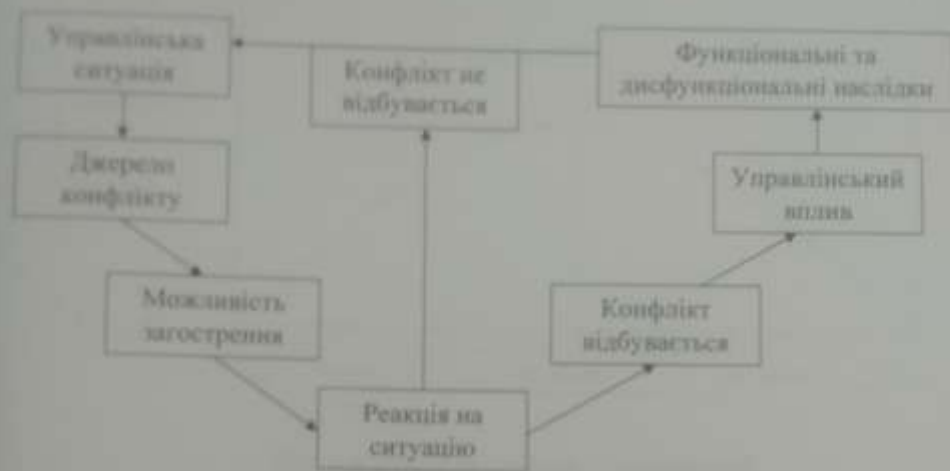 Управлінська
ситуація
Джерело
конфлікту
Можливість
загострення
Реакція на
ситуацію
Конфлікт не
відбувається
Конфлікт
відбувається
Управлінський
вплив
Функціональні та
дисфункціональні наслідки